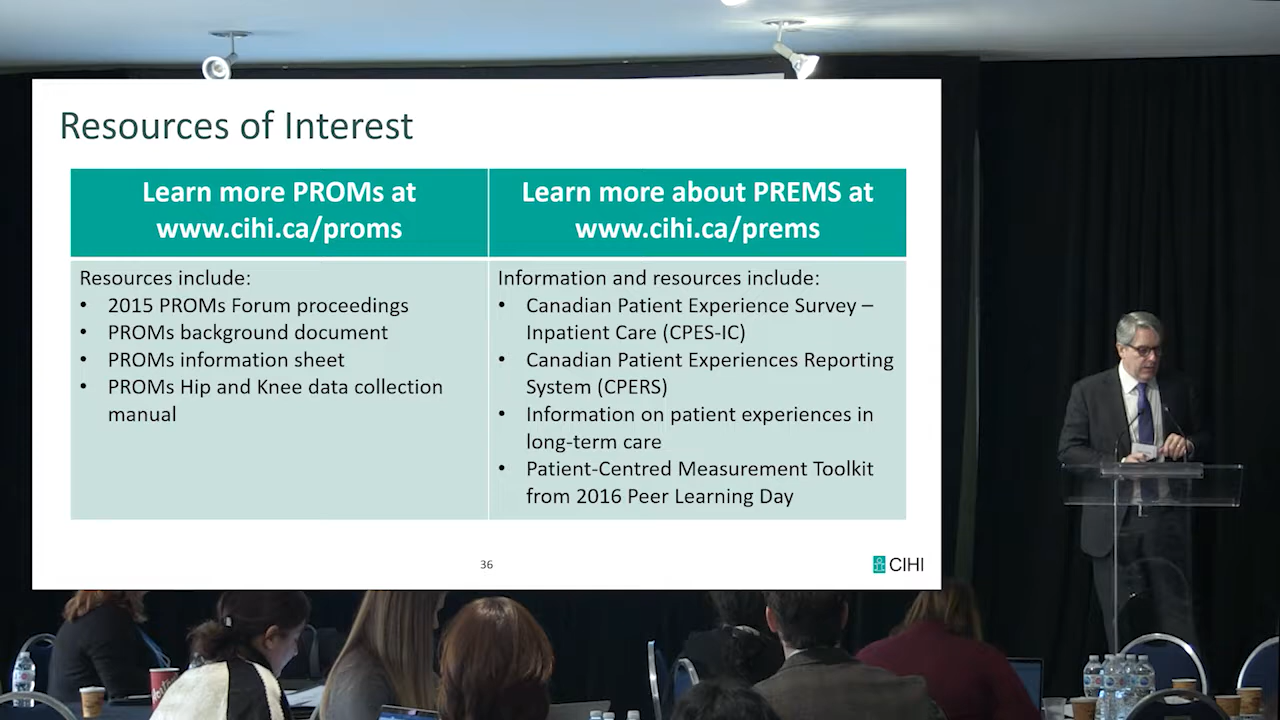 Resources of Interest
Learn more PROMs at
www.cihi.ca/proms
Learn more about PREMS at
www.cihi.ca/prems
Resources include:
• 2015 PROMs Forum proceedings
• PROMs background document
• PROMs information sheet
• PROMs Hip and Knee data collection
manual
Information and resources include:
• Canadian Patient Experience Survey –
Inpatient Care (CPES-IC)
• Canadian Patient Experiences Reporting
System (CPERS)
• Information on patient experiences in
long-term care
• Patient-Centred Measurement Toolkit
from 2016 Peer Learning Day
36
CIHI